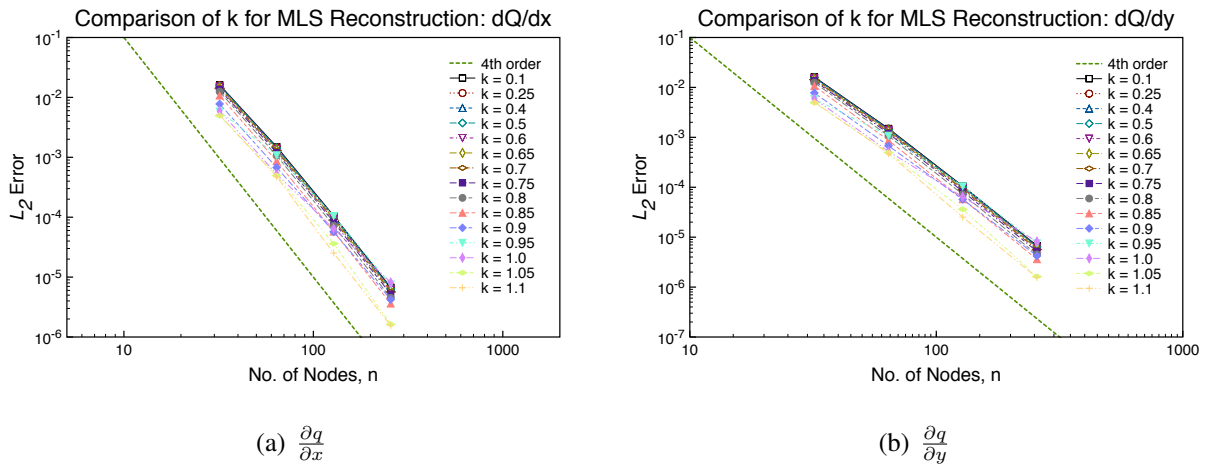 Comparison of k for MLS Reconstruction: dQ/dx
10^-1
10^-2
10^-3
10^-4
10^-5
10^-6
L_2 Error
10
100
1000
No. of Nodes, n
4th order
k = 0.1
k = 0.25
k = 0.4
k = 0.5
k = 0.6
k = 0.65
k = 0.7
k = 0.75
k = 0.8
k = 0.85
k = 0.9
k = 0.95
k = 1.0
k = 1.05
k = 1.1
(a) ∂q/∂x
Comparison of k for MLS Reconstruction: dQ/dy
10^-1
10^-2
10^-3
10^-4
10^-5
10^-6
10^-7
L_2 Error
10
100
1000
No. of Nodes, n
4th order
k = 0.1
k = 0.25
k = 0.4
k = 0.5
k = 0.6
k = 0.65
k = 0.7
k = 0.75
k = 0.8
k = 0.85
k = 0.9
k = 0.95
k = 1.0
k = 1.05
k = 1.1
(b) ∂q/∂y